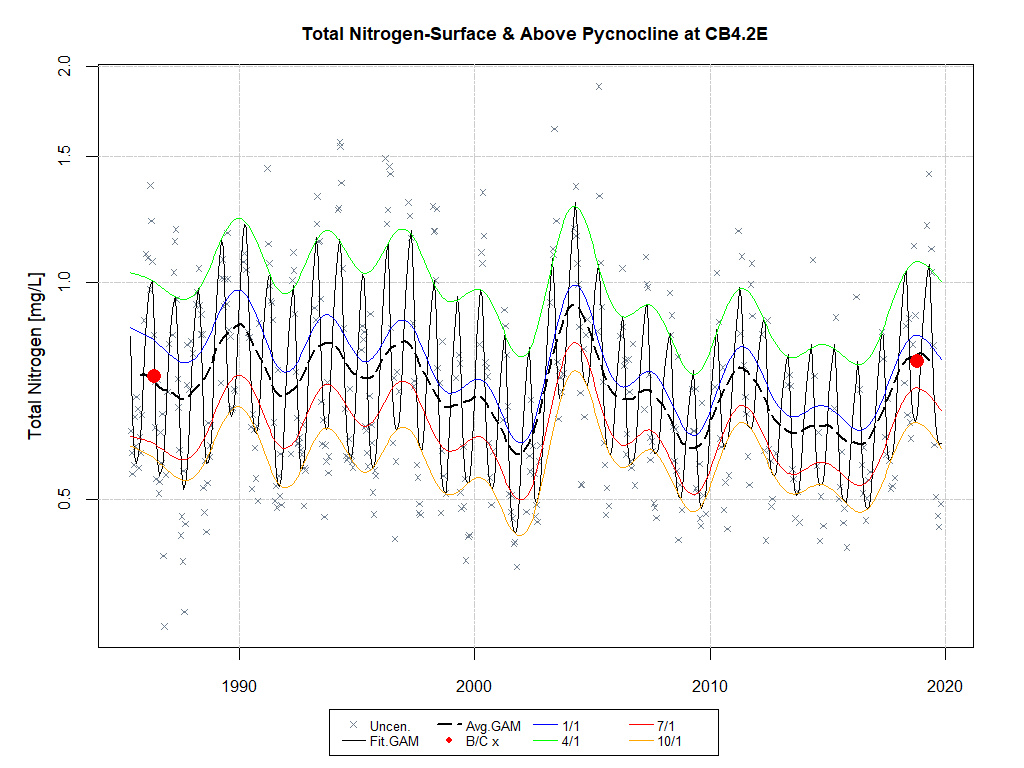 Total Nitrogen-Surface & Above Pycnocline at CB4.2E
Total Nitrogen [mg/L]
2.0
1.5
1.0
0.5
1990 2000 2010 2020
Uncen. Avg.GAM 1/1 7/1
Fit.GAM B/C x 4/1 10/1